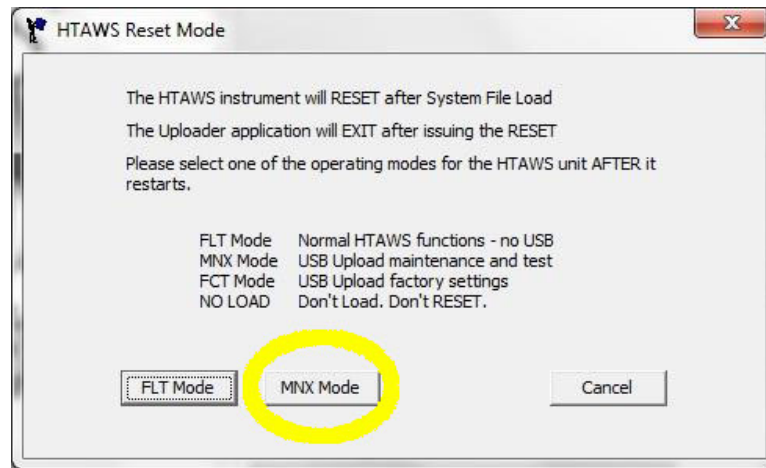 HTAWS Reset Mode
The HTAWS instrument will RESET after System File Load
The Uploader application will EXIT after issuing the RESET
Please select one of the operating modes for the HTAWS unit AFTER it
restarts.
FLT Mode Normal HTAWS functions - no USB
MNX Mode USB Upload maintenance and test
FCT Mode USB Upload factory settings
NO LOAD Don't Load. Don't RESET.
FLT Mode MNX Mode Cancel